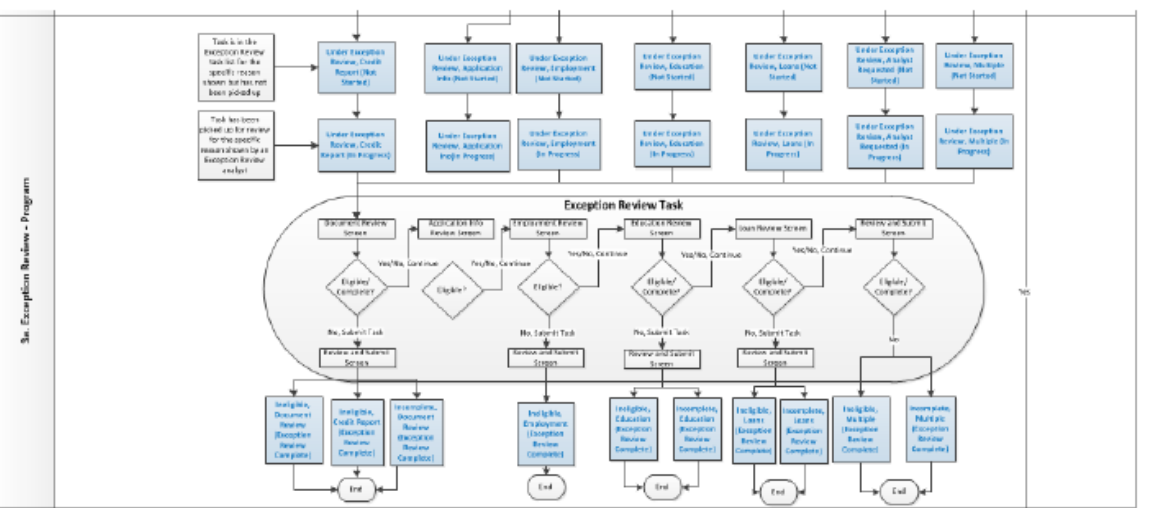 3a. Exception Review - Program
Task is in the
Exception Review
task list for the
specific reason
shown but has not
been picked up
Under Exception
Review, Credit
Report (Not
Started)
Under Exception
Review, Application
Info (Not Started)
Under Exception
Review, Employment
(Not Started)
Under Exception
Review, Education
(Not Started)
Under Exception
Review, Loans (Not
Started)
Under Exception
Review, Analyst
Requested (Not
Started)
Under Exception
Review, Multiple
(Not Started)
Task has been
picked up for review
for the specific
reason shown by an
Exception Review
analyst
Under Exception
Review, Credit
Report (In Progress)
Under Exception
Review, Application
Info(In Progress)
Under Exception
Review, Employment
(In Progress)
Under Exception
Review, Education
(In Progress)
Under Exception
Review, Loans (In
Progress)
Under Exception
Review, Analyst
Requested (In
Progress)
Under Exception
Review, Multiple (In
Progress)
Exception Review Task
Document Review
Screen
Application Info
Review Screen
Employment Review
Screen
Education Review
Screen
Loan Review Screen
Review and Submit
Screen
Yes/No, Continue
Yes/No, Continue
Yes/No, Continue
Yes/No, Continue
Yes/No, Continue
Eligible/
Complete?
Eligible?
Eligible?
Eligible/
Complete?
Eligible/
Complete?
Eligible/
Complete?
Yes
No, Submit Task
No, Submit Task
No, Submit Task
No, Submit Task
No
Review and Submit
Screen
Review and Submit
Screen
Review and Submit
Screen
Review and Submit
Screen
Ineligible,
Document
Review
(Exception
Review
Complete)
Ineligible,
Credit Report
(Exception
Review
Complete)
Incomplete,
Document
Review
(Exception
Review
Complete)
Ineligible,
Employment
(Exception
Review
Complete)
Ineligible,
Education
(Exception
Review
Complete)
Incomplete,
Education
(Exception
Review
Complete)
Ineligible,
Loans
(Exception
Review
Complete)
Incomplete,
Loans
(Exception
Review
Complete)
Ineligible,
Multiple
(Exception
Review
Complete)
Incomplete,
Multiple
(Exception
Review
Complete)
End
End
End
End
End